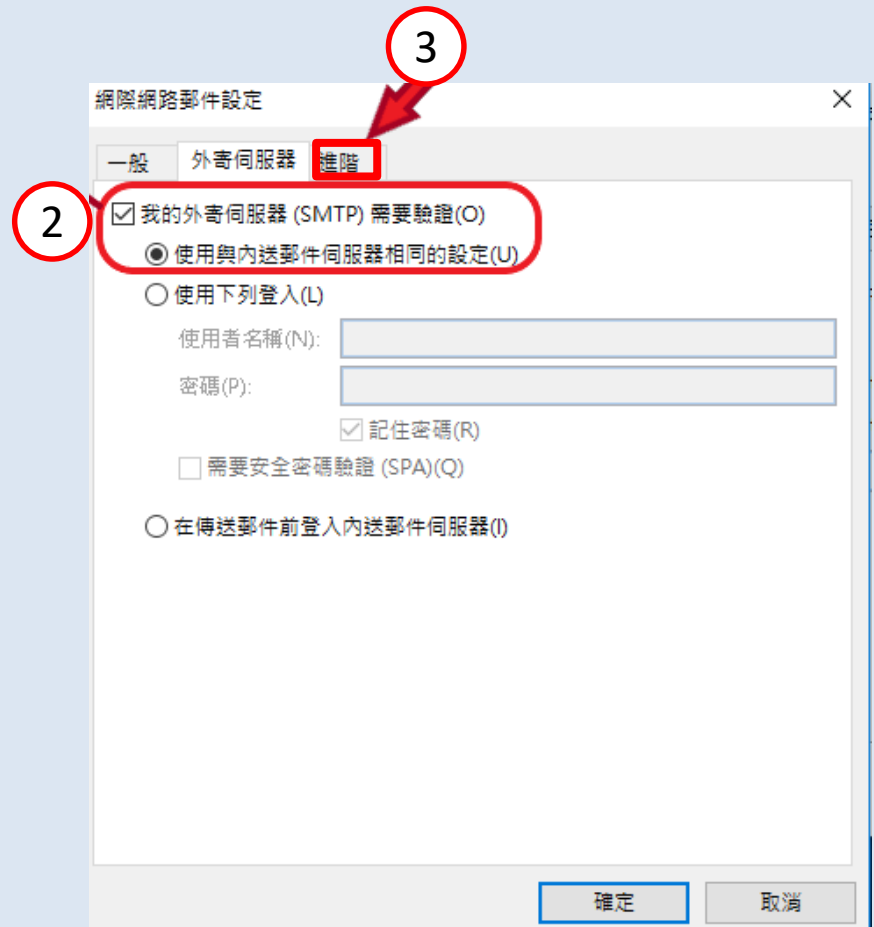 3
網際網路郵件設定
一般 外寄伺服器 進階
2
我的外寄伺服器 (SMTP) 需要驗證(O)
使用與內送郵件伺服器相同的設定(U)
使用下列登入(L)
使用者名稱(N):
密碼(P):
記住密碼(R)
需要安全密碼驗證 (SPA)(Q)
在傳送郵件前登入內送郵件伺服器(I)
確定 取消